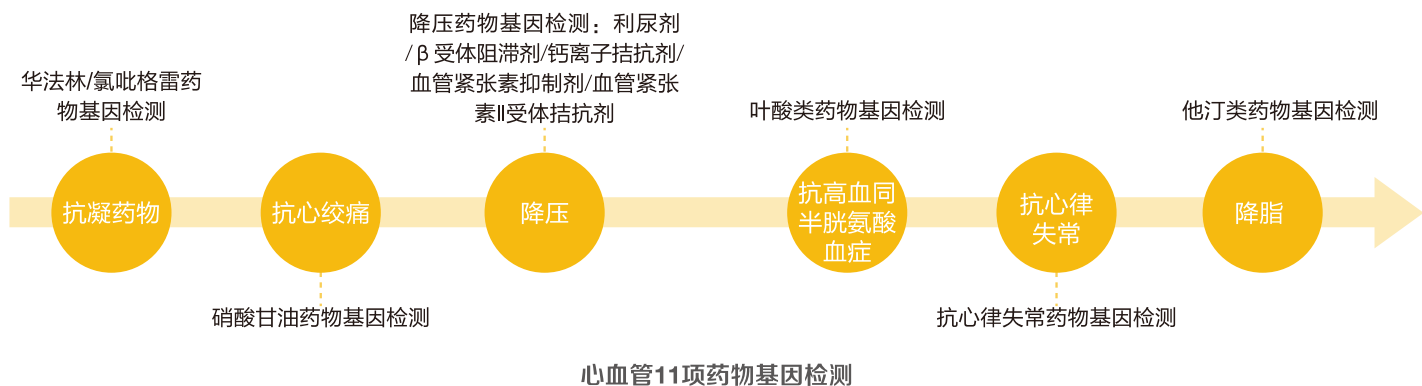 华法林/氯吡格雷药
物基因检测
抗凝药物
抗心绞痛
硝酸甘油药物基因检测
降压药物基因检测：利尿剂
/β 受体阻滞剂/钙离子拮抗剂/
血管紧张素抑制剂/血管紧张
素Ⅱ受体拮抗剂
降压
叶酸类药物基因检测
抗高血同
半胱氨酸
血症
抗心律
失常
抗心律失常药物基因检测
他汀类药物基因检测
降脂
心血管11项药物基因检测